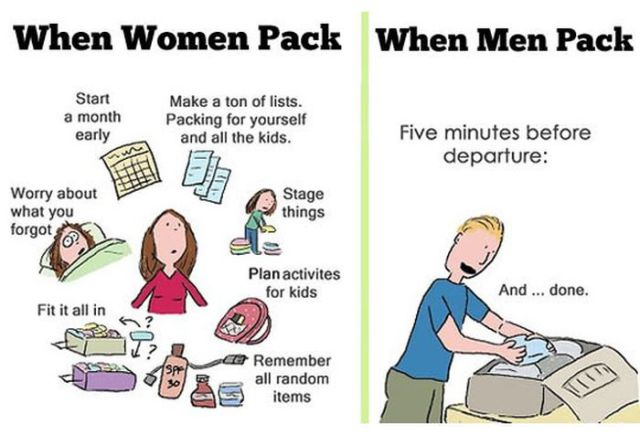 When Women Pack
Start
a month
early
Make a ton of lists.
Packing for yourself
and all the kids.
Worry about
what you
forgot
Stage
things
Plan activites
for kids
Fit it all in
?
?
SPF
30
Remember
all random
items
When Men Pack
Five minutes before
departure:
And ... done.